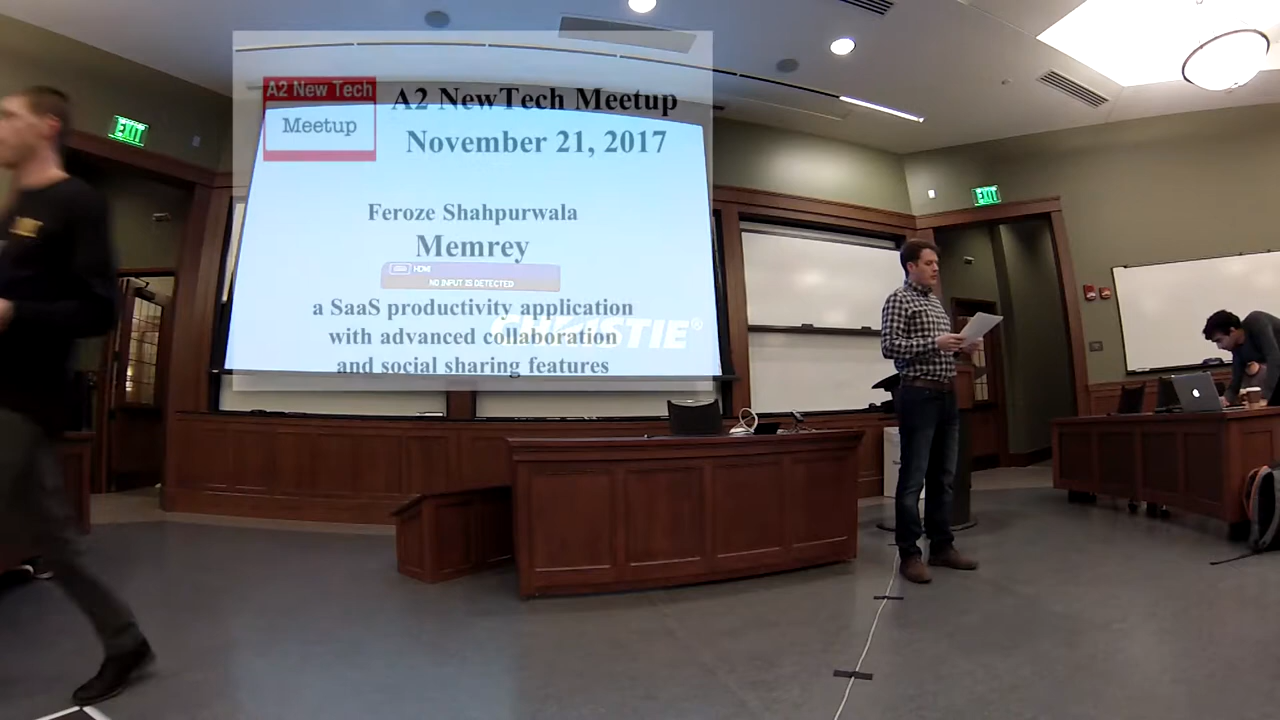 EXIT
A2 New Tech
Meetup
A2 NewTech Meetup
November 21, 2017
Feroze Shahpurwala
Memrey
HDMI
NO INPUT IS DETECTED
a SaaS productivity application
with advanced collaboration
and social sharing features
CHRISTIE®
EXIT